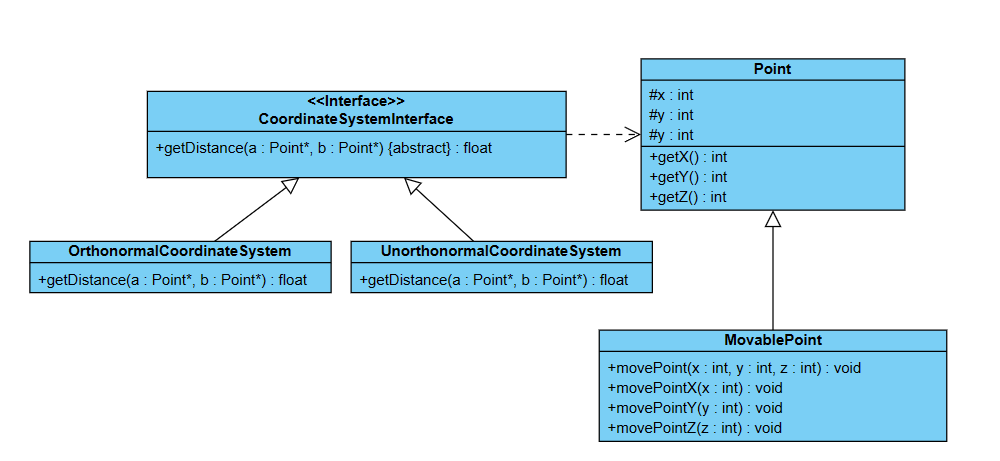 <<Interface>>
CoordinateSystemInterface
+getDistance(a : Point*, b : Point*) {abstract} : float
Point
#x : int
#y : int
#y : int
+getX() : int
+getY() : int
+getZ() : int
OrthonormalCoordinateSystem
+getDistance(a : Point*, b : Point*) : float
UnorthonormalCoordinateSystem
+getDistance(a : Point*, b : Point*) : float
MovablePoint
+movePoint(x : int, y : int, z : int) : void
+movePointX(x : int) : void
+movePointY(y : int) : void
+movePointZ(z : int) : void